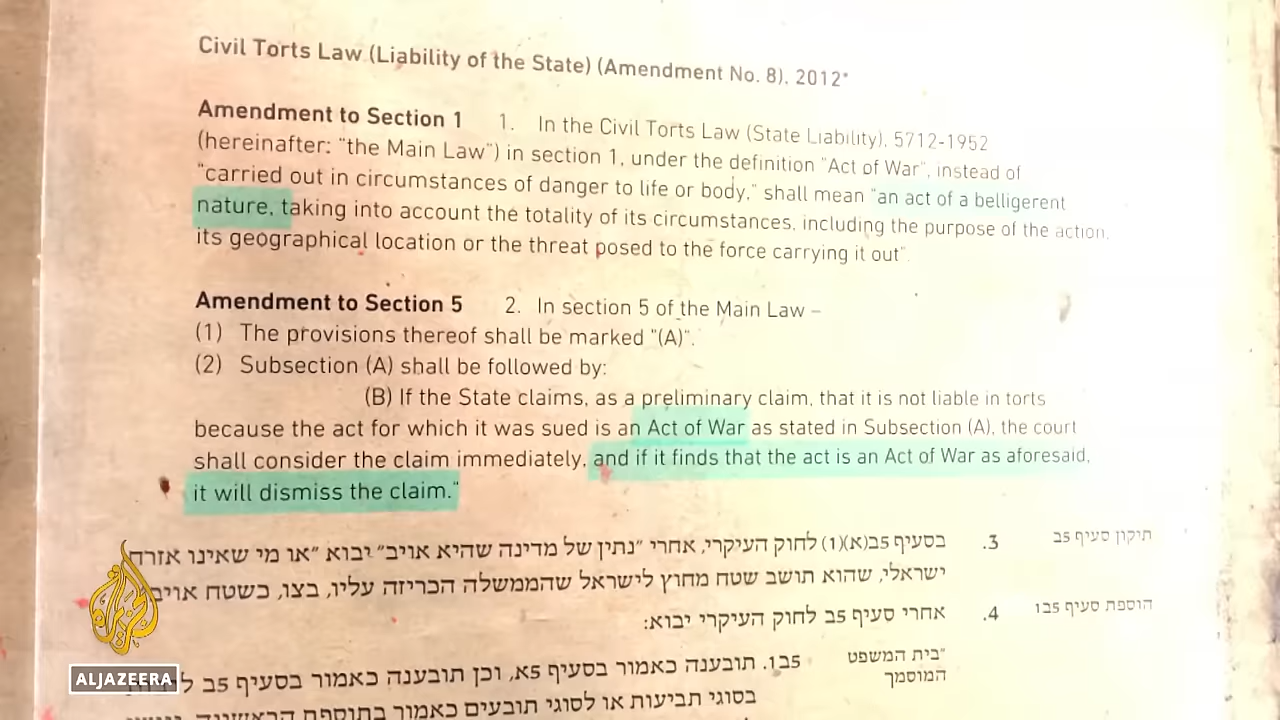 Civil Torts Law (Liability of the State) (Amendment No. 8), 2012*
Amendment to Section 1 1. In the Civil Torts Law (State Liability), 5712-1952
(hereinafter: "the Main Law") in section 1, under the definition "Act of War", instead of
"carried out in circumstances of danger to life or body," shall mean "an act of a belligerent
nature, taking into account the totality of its circumstances, including the purpose of the action,
its geographical location or the threat posed to the force carrying it out".
Amendment to Section 5 2. In section 5 of the Main Law –
(1) The provisions thereof shall be marked "(A)".
(2) Subsection (A) shall be followed by:
(B) If the State claims, as a preliminary claim, that it is not liable in torts
because the act for which it was sued is an Act of War as stated in Subsection (A), the court
shall consider the claim immediately, and if it finds that the act is an Act of War as aforesaid,
it will dismiss the claim."
תיקון סעיף 5ב 3. בסעיף 5ב(א)(1) לחוק העיקרי, אחרי "נתין של מדינה שהיא אויב" יבוא "או מי שאינו אזרח
ישראלי, שהוא תושב שטח מחוץ לישראל שהממשלה הכריזה עליו, בצו, כשטח אויב
הוספת סעיף 5ב1 4. אחרי סעיף 5ב לחוק העיקרי יבוא:
"בית המשפט 5ב1. תובענה כאמור בסעיף 5א, וכן תובענה כאמור בסעיף 5ב
המוסמך בסוגי תביעות או לסוגי תובעים כאמור בתוספת הראשונה,
ALJAZEERA